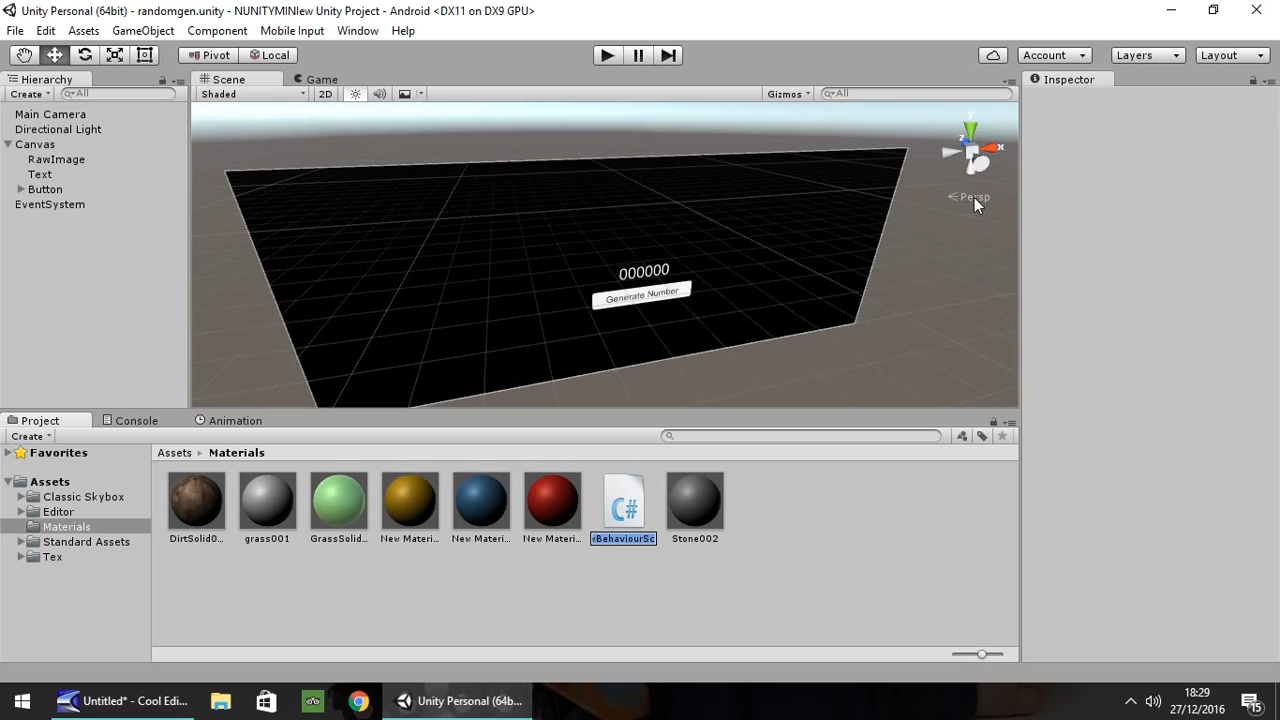 Unity Personal (64bit) - randomgen.unity - NUNITYMINIew Unity Project - Android <DX11 on DX9 GPU>
File Edit Assets GameObject Component Mobile Input Window Help
Pivot Local Account Layers Layout
Hierarchy Scene Game Inspector
Create All Shaded 2D Gizmos All
Main Camera
Directional Light
Canvas
RawImage
Text
Button
EventSystem
y
z
x
Persp
000000
Generate Number
Project Console Animation
Create
Favorites
Assets
Classic Skybox
Editor
Materials
Standard Assets
Tex
Assets Materials
C#
DirtSolid0... grass001 GrassSolid... New Materi... New Materi... New Materi... BehaviourSc Stone002
Untitled* - Cool Edi... Unity Personal (64b...
18:29
27/12/2016
15